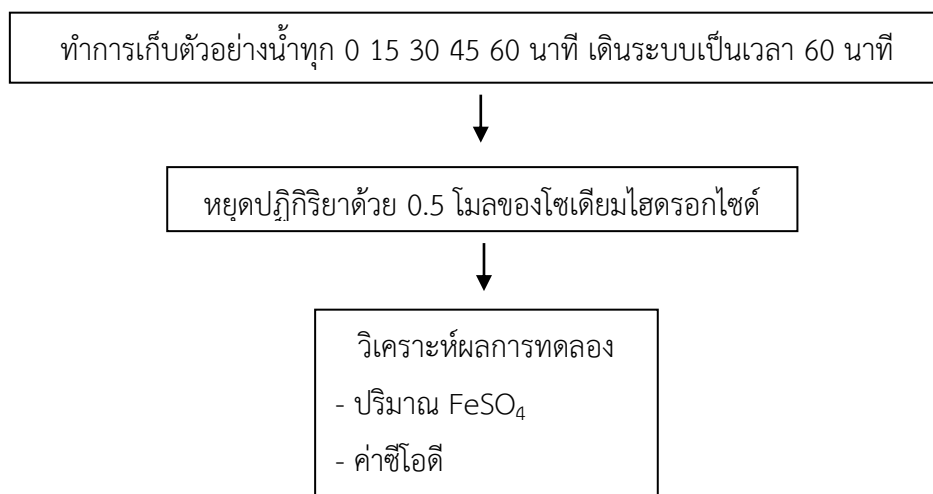 ทำการเก็บตัวอย่างน้ำทุก 0 15 30 45 60 นาที เดินระบบเป็นเวลา 60 นาที
หยุดปฏิกิริยาด้วย 0.5 โมลของโซเดียมไฮดรอกไซด์
วิเคราะห์ผลการทดลอง
- ปริมาณ FeSO₄
- ค่าซีโอดี